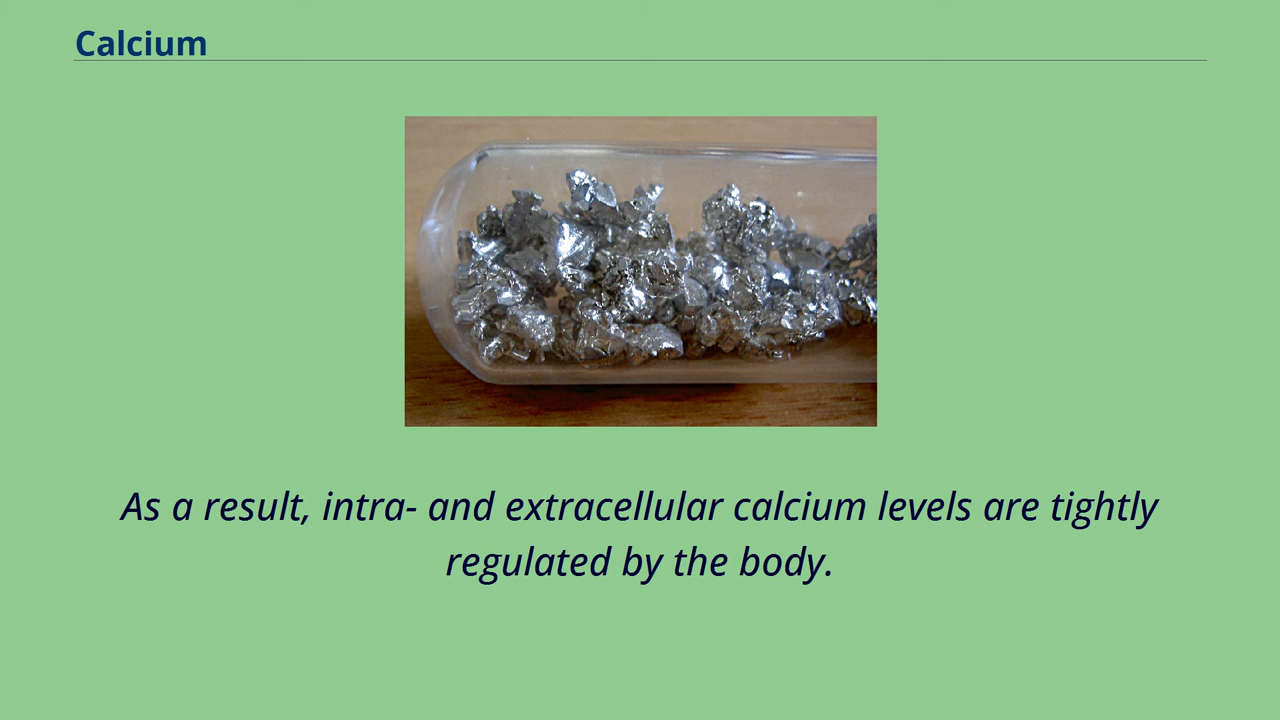 Calcium
As a result, intra- and extracellular calcium levels are tightly
regulated by the body.